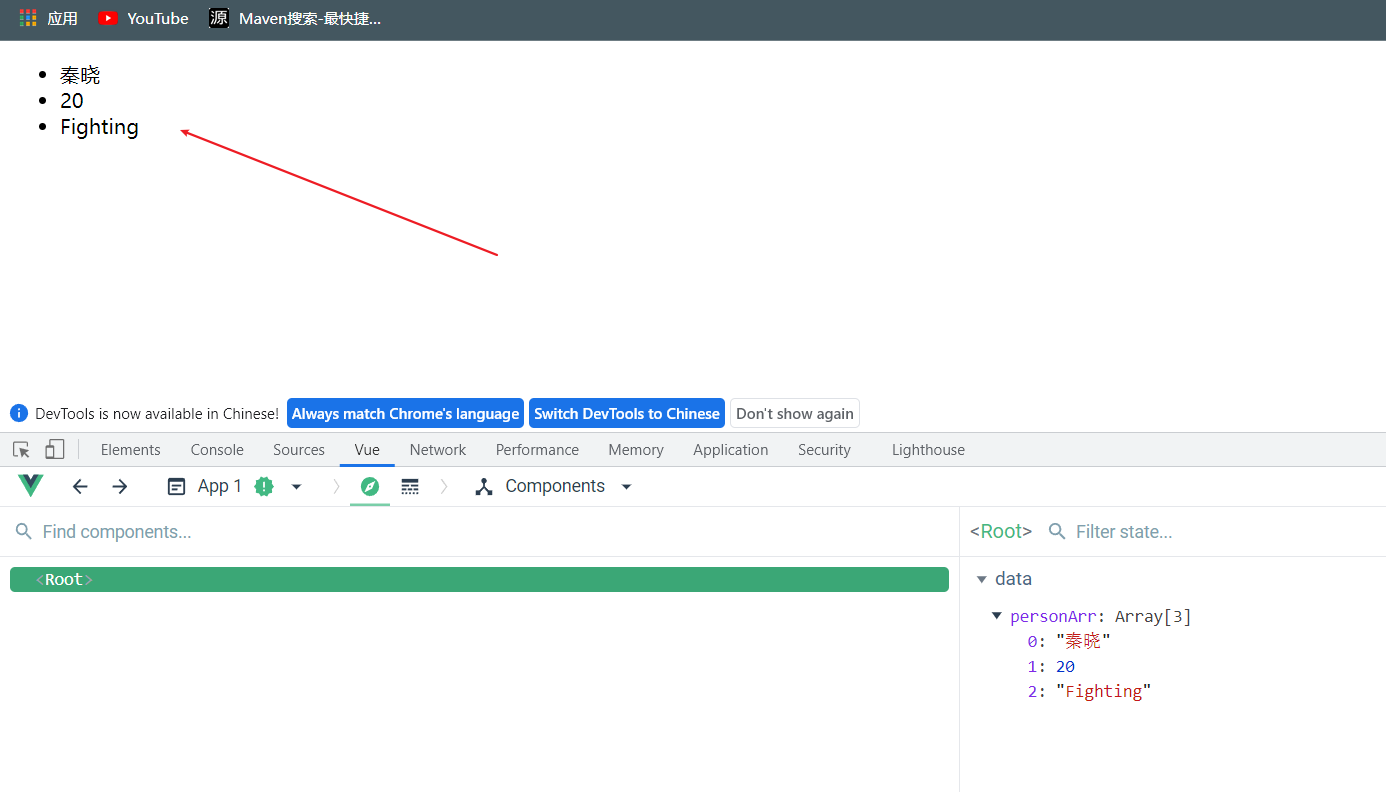 应用 YouTube 源 Maven搜索-最快捷...
秦晓
20
Fighting
DevTools is now available in Chinese! Always match Chrome's language Switch DevTools to Chinese Don't show again
Elements Console Sources Vue Network Performance Memory Application Security Lighthouse
App 1 Components
Find components... <Root> Filter state...
<Root> data
personArr: Array[3]
0: "秦晓"
1: 20
2: "Fighting"